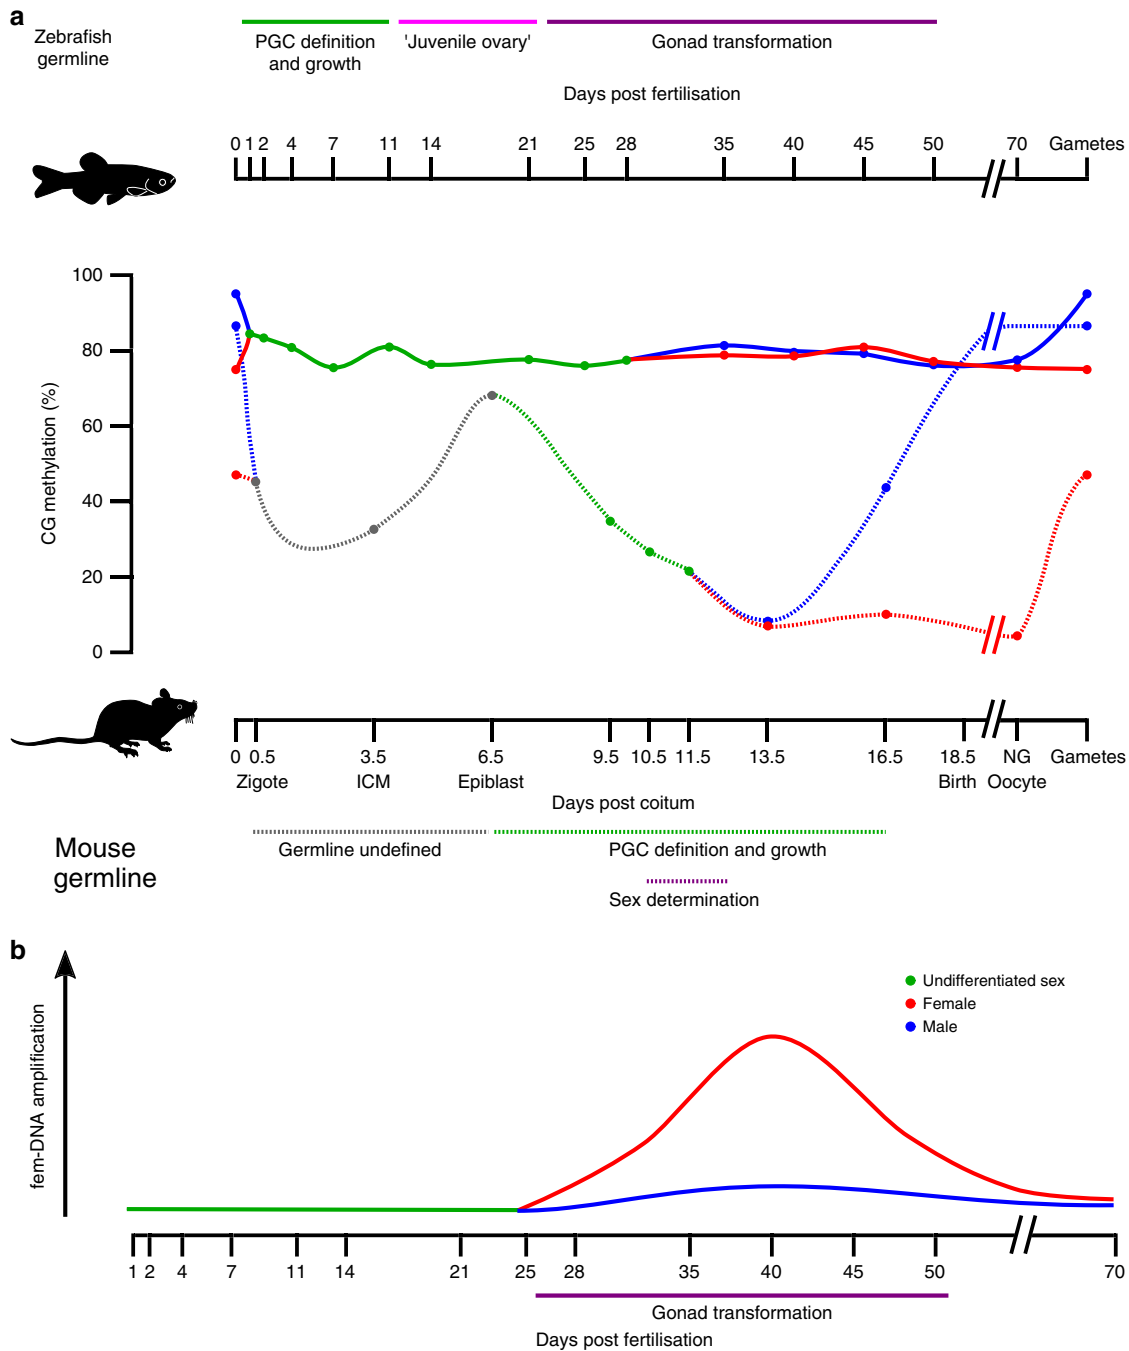 a
Zebrafish
germline
PGC definition
and growth
'Juvenile ovary'
Gonad transformation
Days post fertilisation
0 1 2 4 7 11 14 21 25 28 35 40 45 50 70 Gametes
CG methylation (%)
100
80
60
40
20
0
0 0.5 3.5 6.5 9.5 10.5 11.5 13.5 16.5 18.5 NG Gametes
Zigote ICM Epiblast Birth Oocyte
Days post coitum
Mouse
germline
Germline undefined
PGC definition and growth
Sex determination
b
fem-DNA amplification
Undifferentiated sex
Female
Male
1 2 4 7 11 14 21 25 28 35 40 45 50 70
Gonad transformation
Days post fertilisation